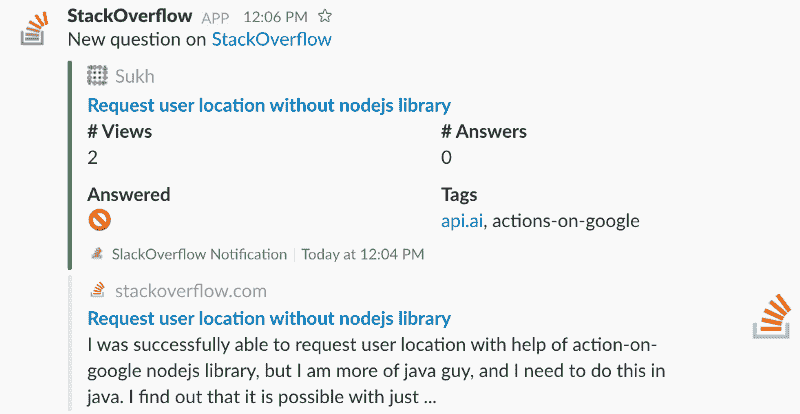 StackOverflow APP 12:06 PM
New question on StackOverflow
Sukh
Request user location without nodejs library
# Views # Answers
2 0
Answered Tags
api.ai, actions-on-google
SlackOverflow Notification Today at 12:04 PM
stackoverflow.com
Request user location without nodejs library
I was successfully able to request user location with help of action-on-
google nodejs library, but I am more of java guy, and I need to do this in
java. I find out that it is possible with just ...